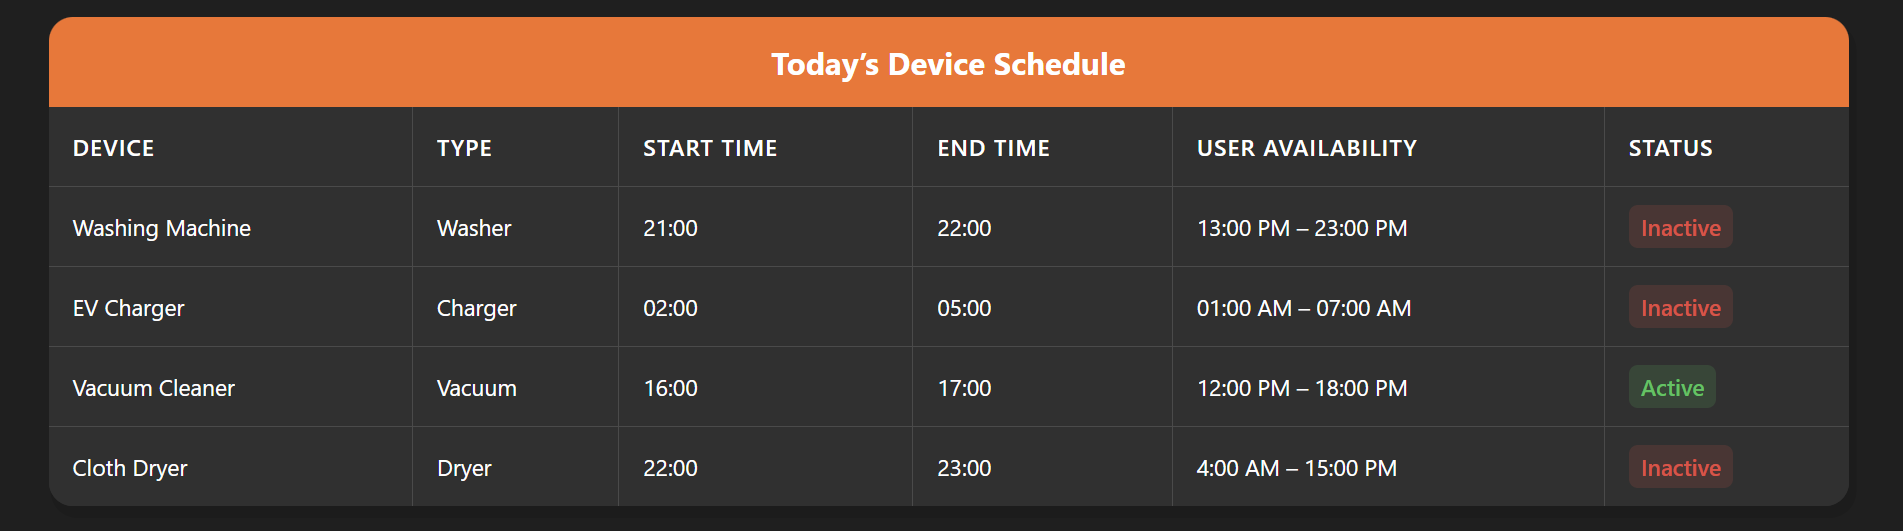 Today’s Device Schedule
DEVICE TYPE START TIME END TIME USER AVAILABILITY STATUS
Washing Machine Washer 21:00 22:00 13:00 PM – 23:00 PM Inactive
EV Charger Charger 02:00 05:00 01:00 AM – 07:00 AM Inactive
Vacuum Cleaner Vacuum 16:00 17:00 12:00 PM – 18:00 PM Active
Cloth Dryer Dryer 22:00 23:00 4:00 AM – 15:00 PM Inactive